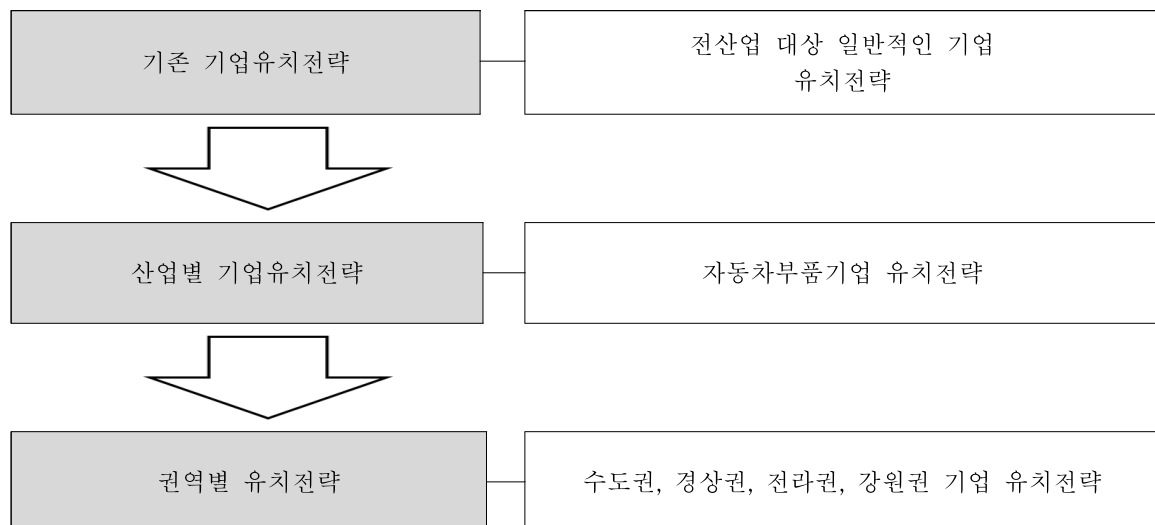 기존 기업유치전략
전산업 대상 일반적인 기업
유치전략
산업별 기업유치전략
자동차부품기업 유치전략
권역별 유치전략
수도권, 경상권, 전라권, 강원권 기업 유치전략